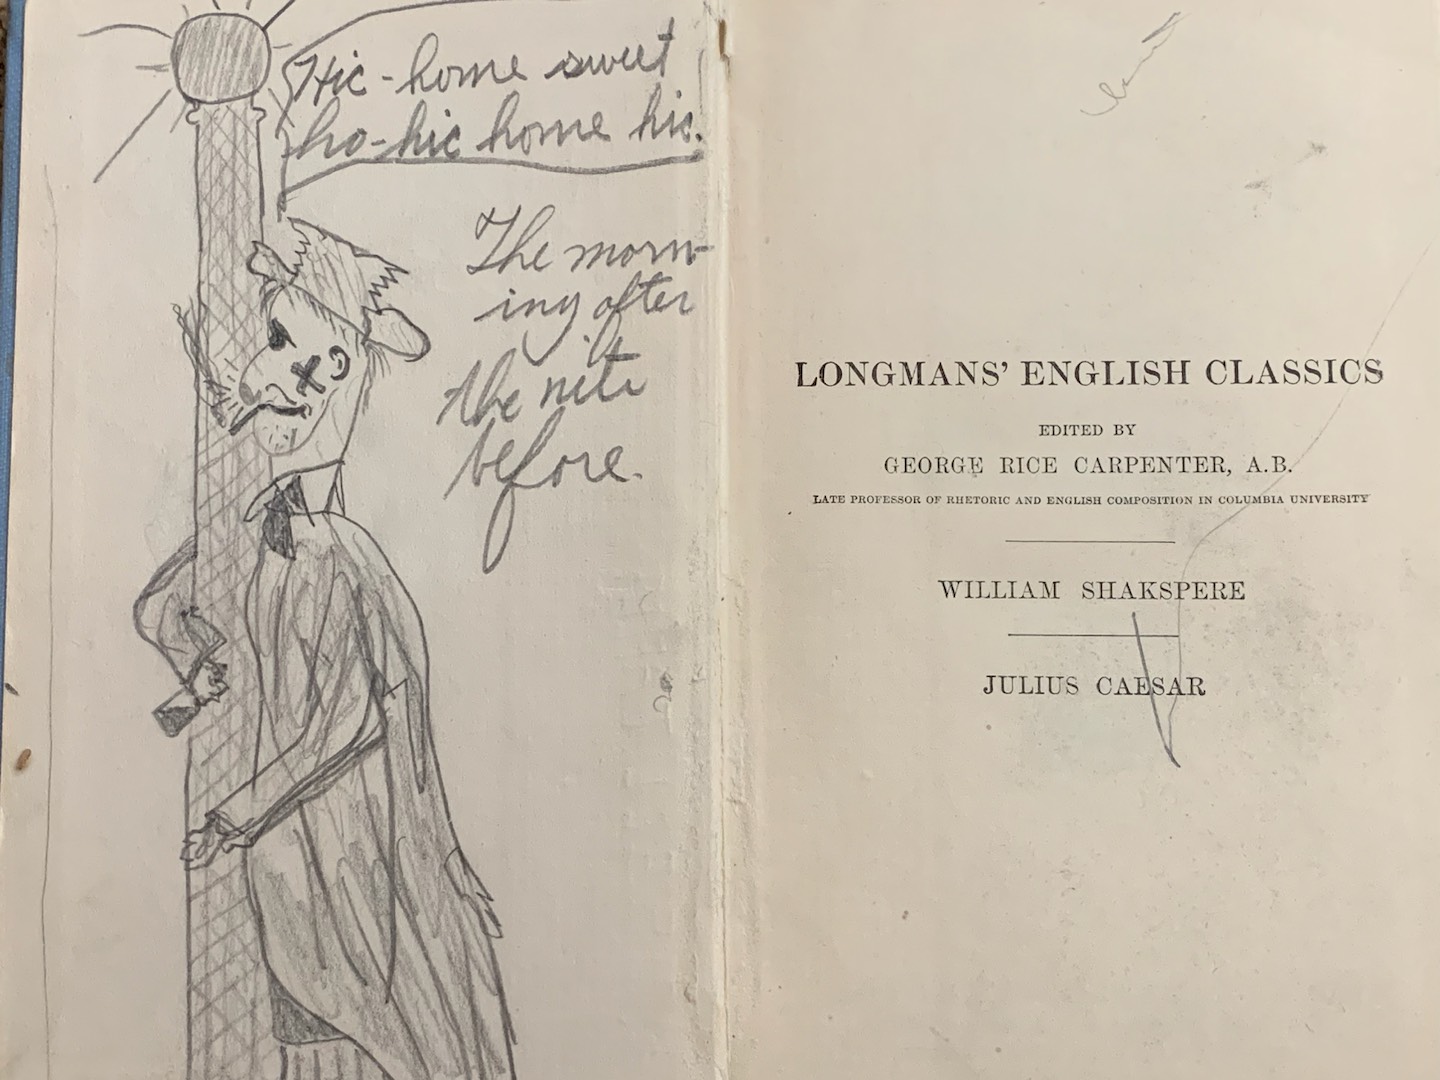 Hic - home sweet
ho-hic home hic.
The morn-
ing after
the nite
before.
LONGMANS' ENGLISH CLASSICS
EDITED BY
GEORGE RICE CARPENTER, A.B.
LATE PROFESSOR OF RHETORIC AND ENGLISH COMPOSITION IN COLUMBIA UNIVERSITY
WILLIAM SHAKSPERE
JULIUS CAESAR